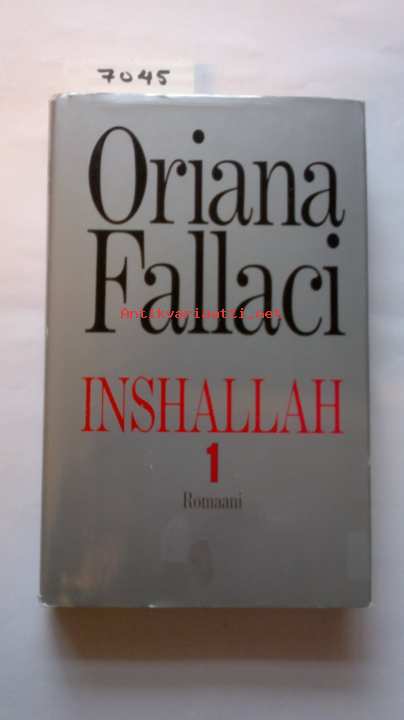 7045
Oriana
Fallaci
Antikvariaatti.net
INSHALLAH
1
Romaani